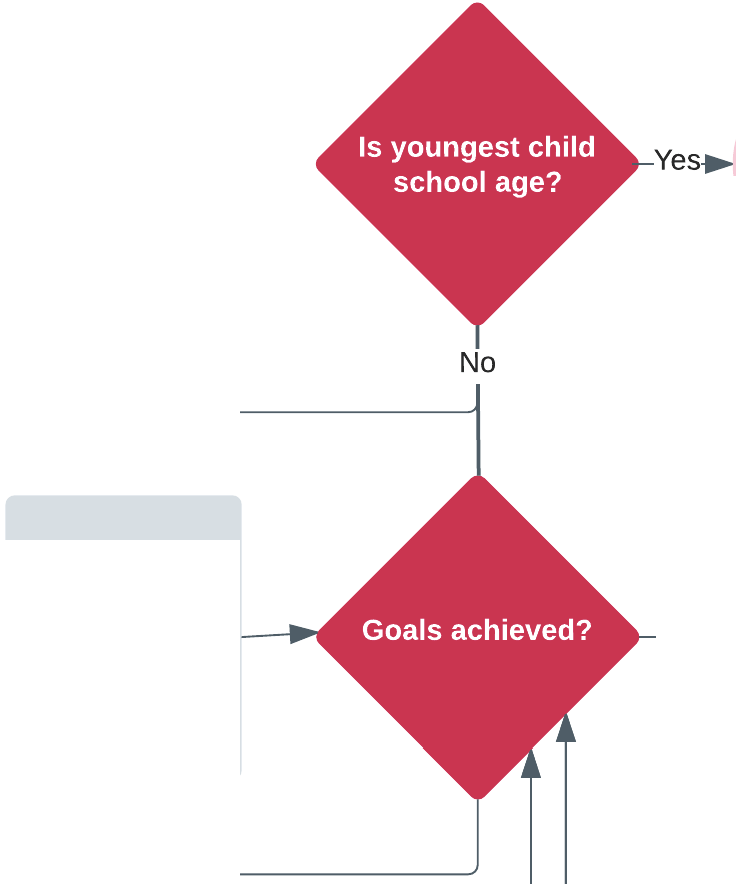 Is youngest child
school age?
Yes
No
Goals achieved?